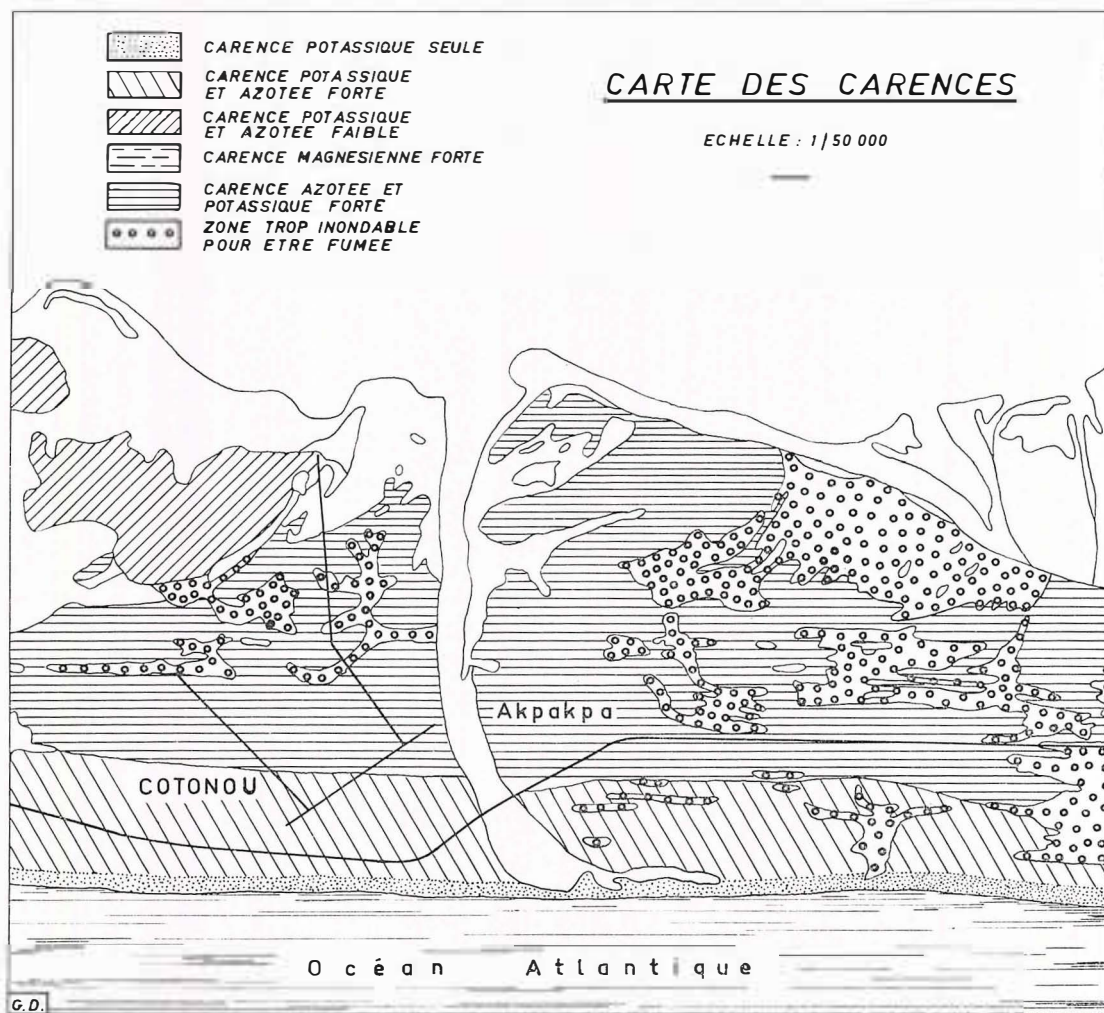 CARENCE POTASSIQUE SEULE
CARENCE POTASSIQUE
ET AZOTEE FORTE
CARENCE POTASSIQUE
ET AZOTEE FAIBLE
CARENCE MAGNESIENNE FORTE
CARENCE AZOTEE ET
POTASSIQUE FORTE
ZONE TROP INONDABLE
POUR ETRE FUMEE
CARTE DES CARENCES
ECHELLE : 1/50 000
Akpakpa
COTONOU
Océan Atlantique
G.D.